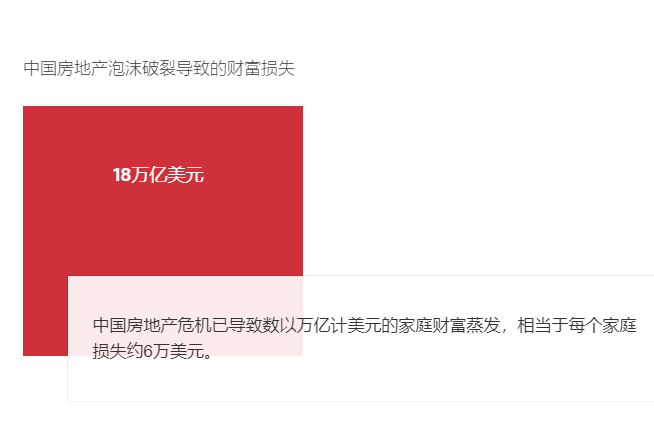 中国房地产泡沫破裂导致的财富损失
18万亿美元
中国房地产危机已导致数以万亿计美元的家庭财富蒸发，相当于每个家庭
损失约6万美元。